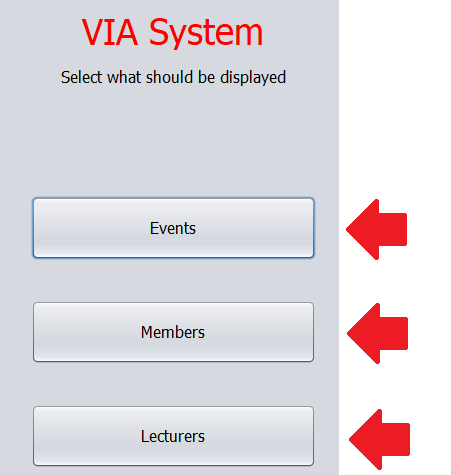 VIA System
Select what should be displayed
Events
Members
Lecturers